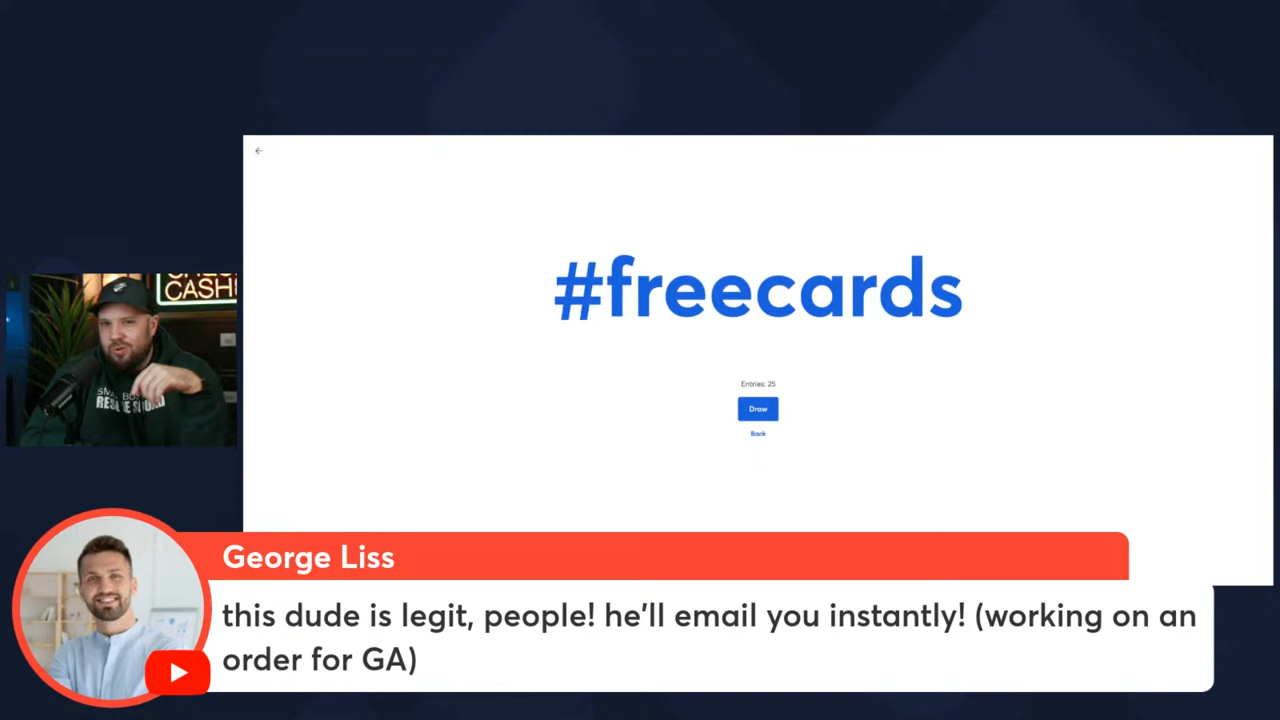 #freecards
Entries: 25
Draw
Back
CASH
George Liss
this dude is legit, people! he'll email you instantly! (working on an
order for GA)